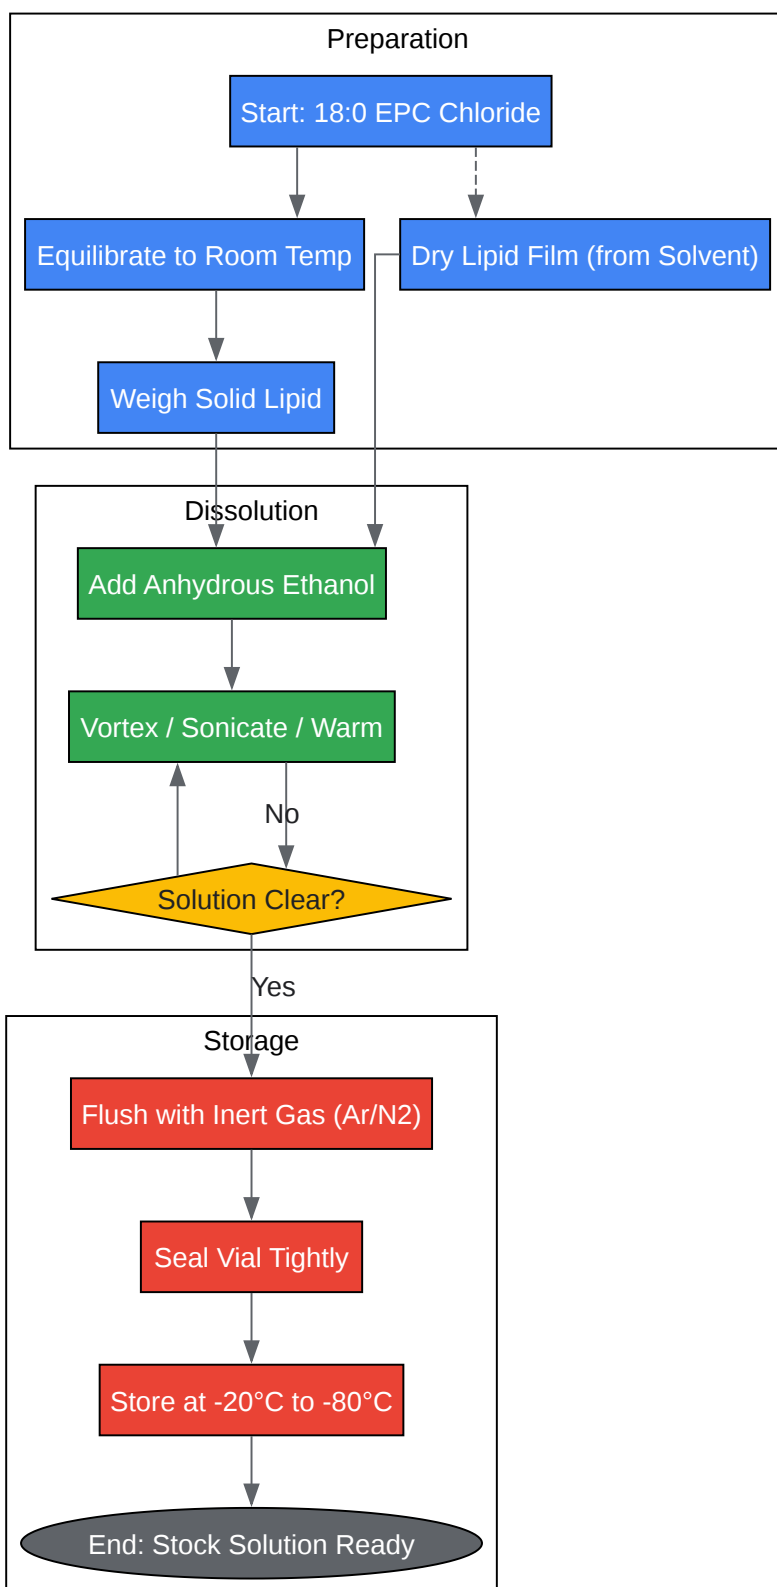 Preparation
Start: 18:0 EPC Chloride
Equilibrate to Room Temp
Dry Lipid Film (from Solvent)
Weigh Solid Lipid
Dissolution
Add Anhydrous Ethanol
Vortex / Sonicate / Warm
No
Solution Clear?
Yes
Storage
Flush with Inert Gas (Ar/N2)
Seal Vial Tightly
Store at -20°C to -80°C
End: Stock Solution Ready